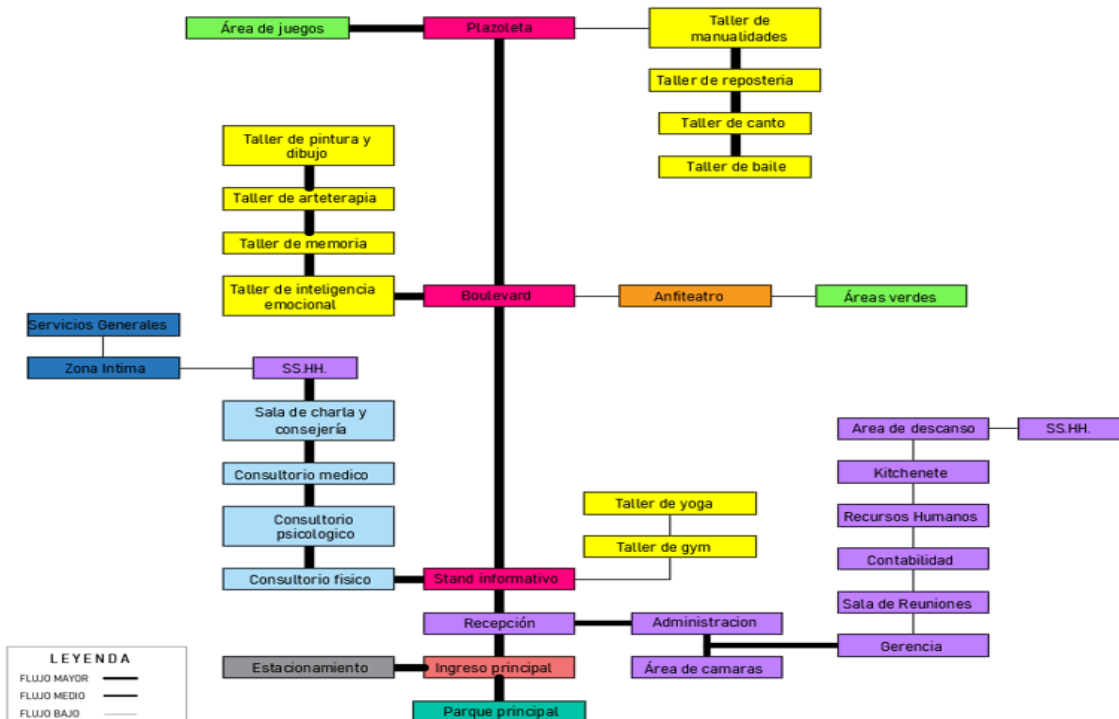 Área de juegos
Plazoleta
Taller de
manualidades
Taller de reposteria
Taller de canto
Taller de baile
Taller de pintura y
dibujo
Taller de arteterapia
Taller de memoria
Taller de inteligencia
emocional
Boulevard
Anfiteatro
Áreas verdes
Servicios Generales
Zona Intima
SS.HH.
Sala de charla y
consejería
Consultorio medico
Consultorio
psicologico
Consultorio fisico
Stand informativo
Taller de yoga
Taller de gym
Area de descanso
SS.HH.
Kitchenete
Recursos Humanos
Contabilidad
Sala de Reuniones
Gerencia
Recepción
Administracion
Área de camaras
Estacionamiento
Ingreso principal
Parque principal
LEYENDA
FLUJO MAYOR
FLUJO MEDIO
FLUJO BAJO